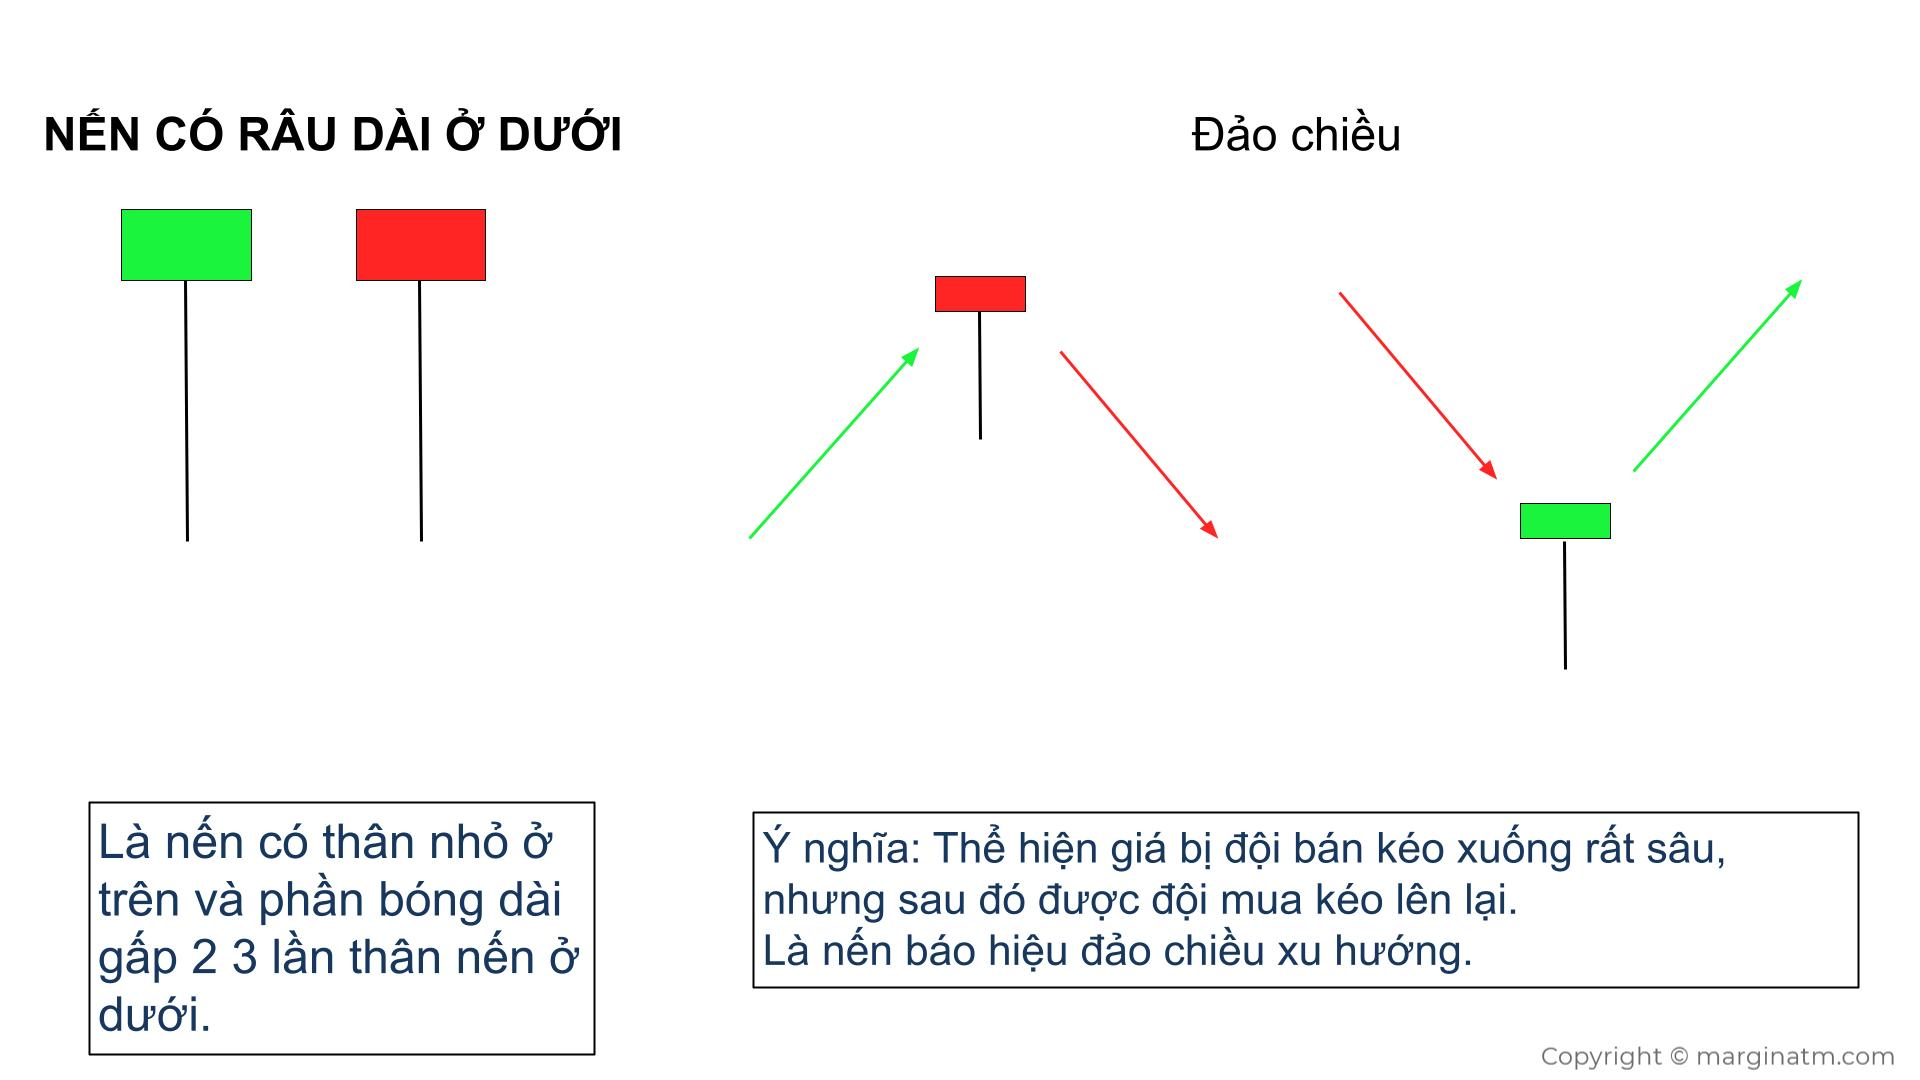 NẾN CÓ RÂU DÀI Ở DƯỚI
Đảo chiều
Là nến có thân nhỏ ở
trên và phần bóng dài
gấp 2 3 lần thân nến ở
dưới.
Ý nghĩa: Thể hiện giá bị đội bán kéo xuống rất sâu,
nhưng sau đó được đội mua kéo lên lại.
Là nến báo hiệu đảo chiều xu hướng.
Copyright © marginatm.com